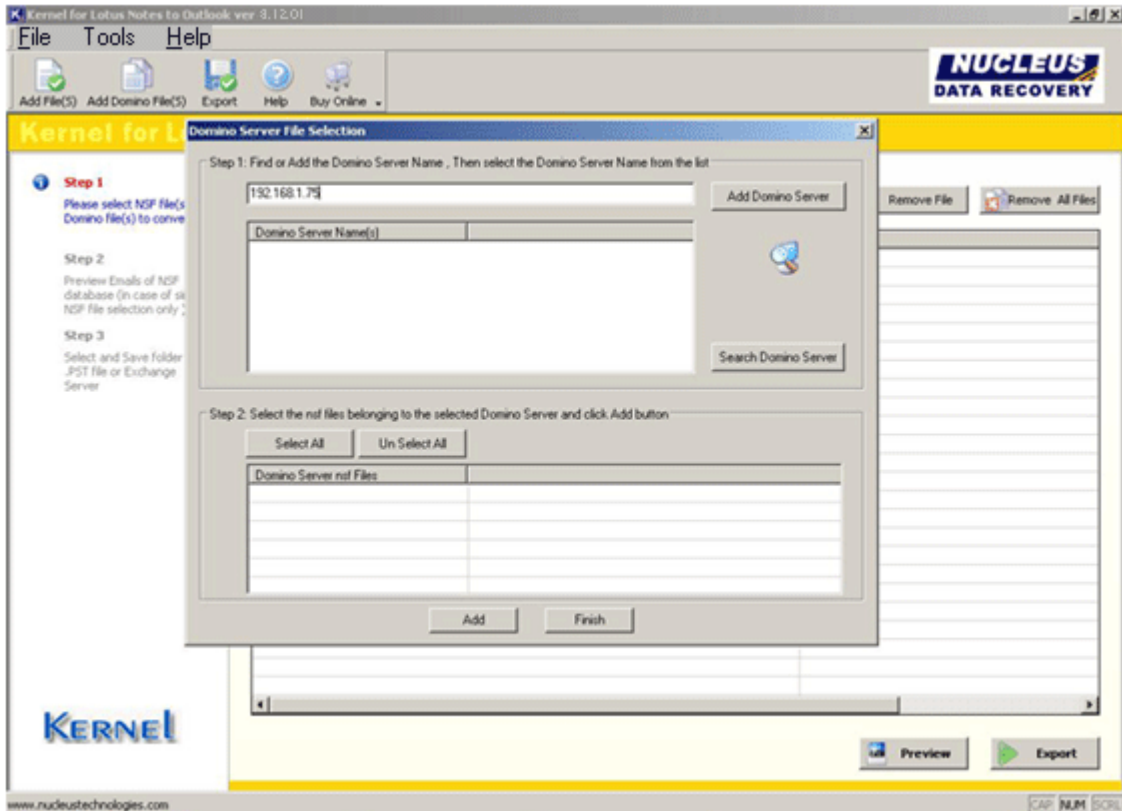 Kernel for Lotus Notes to Outlook ver 8.12.01
File Tools Help
Add File(S) Add Domino File(S) Export Help Buy Online
NUCLEUS
DATA RECOVERY
Kernel for L
Domino Server File Selection
Step 1: Find or Add the Domino Server Name , Then select the Domino Server Name from the list
192.168.1.75
Add Domino Server
Domino Server Name(s)
Search Domino Server
Step 2: Select the nsf files belonging to the selected Domino Server and click Add button
Select All Un Select All
Domino Server nsf Files
Add Finish
Step 1
Please select NSF file(s
Domino file(s) to conve
Step 2
Preview Emails of NSF
database (in case of si
NSF file selection only )
Step 3
Select and Save folder
.PST file or Exchange
Server
Remove File Remove All Files
KERNEl
Preview Export
www.nucleustechnologies.com
CAP NUM SCRL